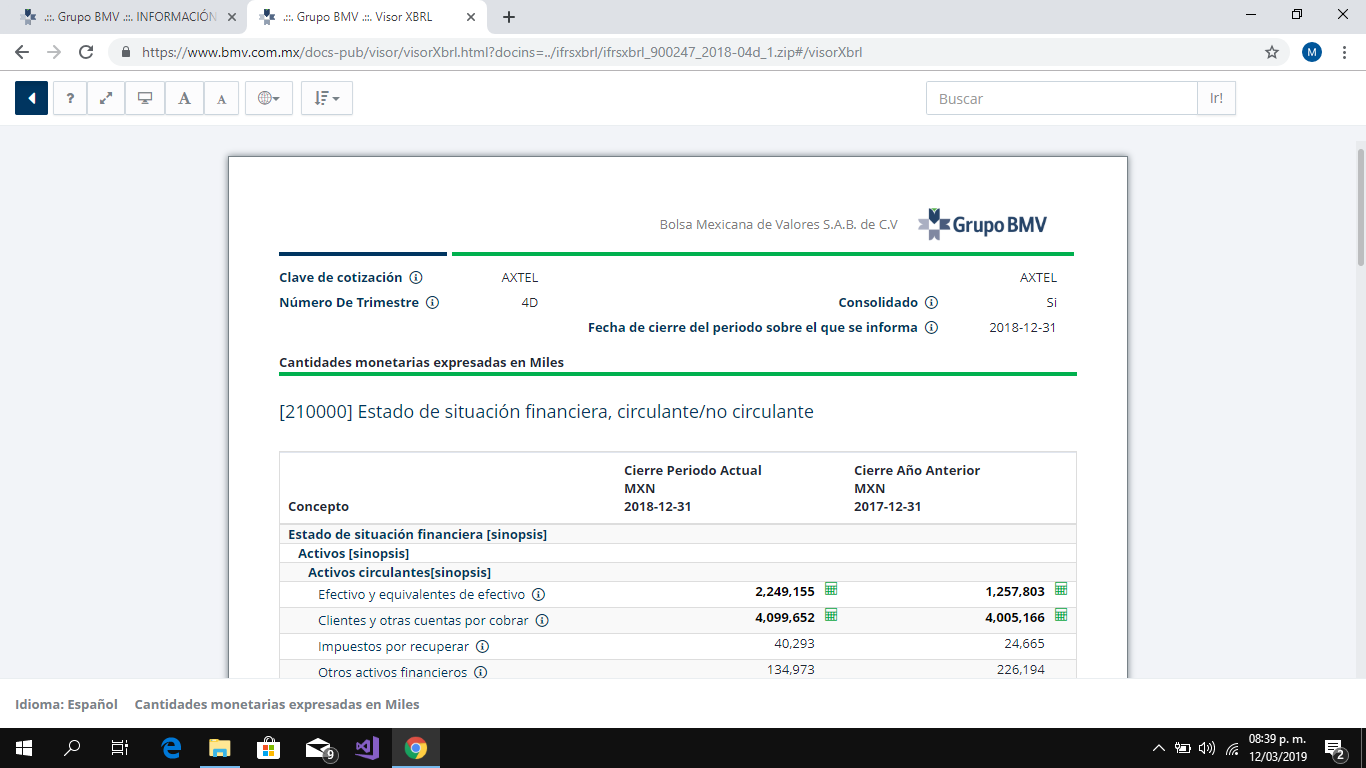 .::. Grupo BMV .::. INFORMACIÓN
.::. Grupo BMV .::. Visor XBRL
https://www.bmv.com.mx/docs-pub/visor/visorXbrl.html?docins=../ifrsxbrl/ifrsxbrl_900247_2018-04d_1.zip#/visorXbrl
M
?
A
A
Buscar
Ir!
Bolsa Mexicana de Valores S.A.B. de C.V
Grupo BMV
Clave de cotización AXTEL AXTEL
Número De Trimestre 4D Consolidado Si
Fecha de cierre del periodo sobre el que se informa 2018-12-31
Cantidades monetarias expresadas en Miles
[210000] Estado de situación financiera, circulante/no circulante
Cierre Periodo Actual Cierre Año Anterior
MXN MXN
Concepto 2018-12-31 2017-12-31
Estado de situación financiera [sinopsis]
Activos [sinopsis]
Activos circulantes[sinopsis]
Efectivo y equivalentes de efectivo 2,249,155 1,257,803
Clientes y otras cuentas por cobrar 4,099,652 4,005,166
Impuestos por recuperar 40,293 24,665
Otros activos financieros 134,973 226,194
Idioma: Español Cantidades monetarias expresadas en Miles
9
08:39 p. m.
12/03/2019
2